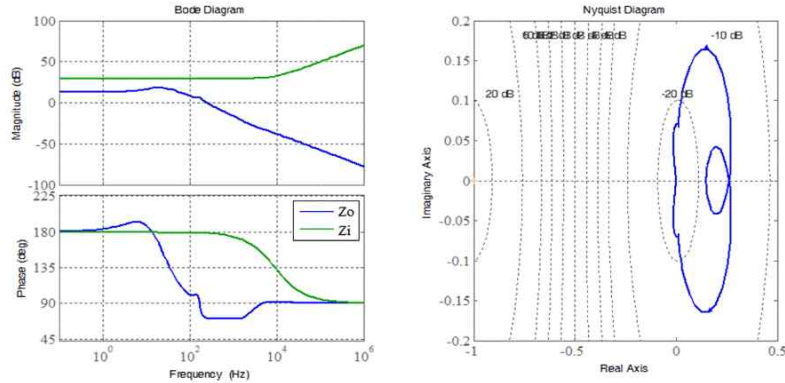 Bode Diagram
100
50
0
-50
-100
Magnitude (dB)
225
180
135
90
45
Phase (deg)
Zo
Zi
10^0
10^2
10^4
10^6
Frequency (Hz)
Nyquist Diagram
0.2
0.15
0.1
0.05
0
-0.05
-0.1
-0.15
-0.2
Imaginary Axis
20 dB
-20 dB
-10 dB
-1
-0.5
0
0.5
Real Axis